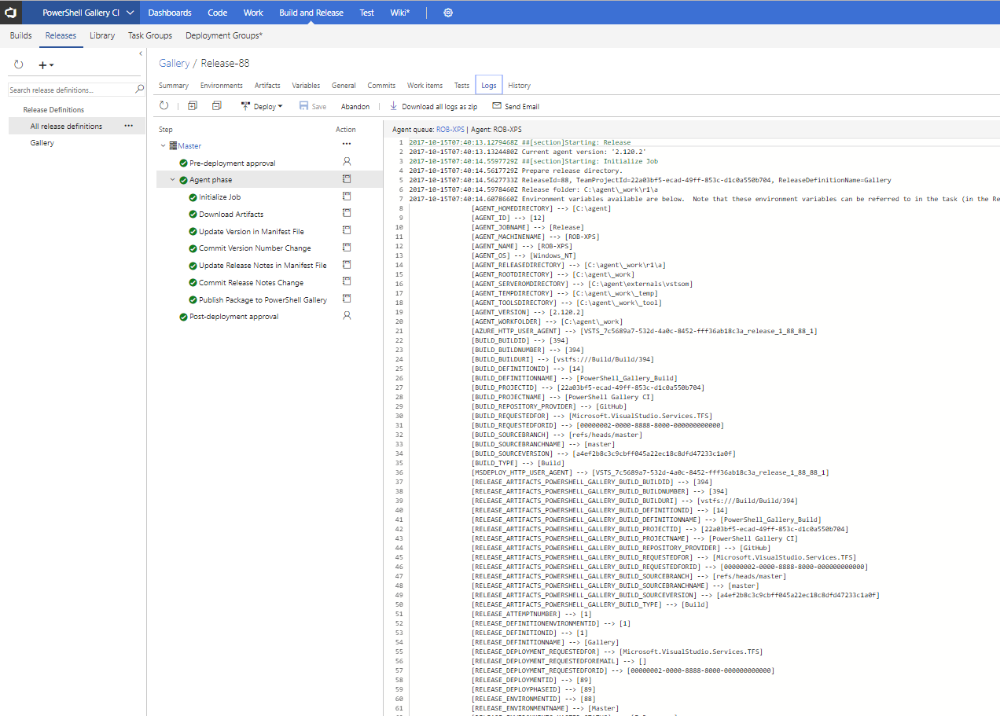 PowerShell Gallery CI
Dashboards Code Work Build and Release Test Wiki*
Builds Releases Library Task Groups Deployment Groups*
Search release definitions...
Release Definitions
All release definitions ...
Gallery
Gallery / Release-88
Summary Environments Artifacts Variables General Commits Work items Tests Logs History
Deploy Save Abandon Download all logs as zip Send Email
Step Action
Master ...
Pre-deployment approval
Agent phase
Initialize Job
Download Artifacts
Update Version in Manifest File
Commit Version Number Change
Update Release Notes in Manifest File
Commit Release Notes Change
Publish Package to PowerShell Gallery
Post-deployment approval
Agent queue: ROB-XPS | Agent: ROB-XPS
1 2017-10-15T07:40:13.1279468Z ##[section]Starting: Release
2 2017-10-15T07:40:13.1324480Z Current agent version: '2.120.2'
3 2017-10-15T07:40:14.5597729Z ##[section]Starting: Initialize Job
4 2017-10-15T07:40:14.5617729Z Prepare release directory.
5 2017-10-15T07:40:14.5627733Z ReleaseId=88, TeamProjectId=22a03bf5-ecad-49ff-853c-d1c0a550b704, ReleaseDefinitionName=Gallery
6 2017-10-15T07:40:14.5978460Z Release folder: C:\agent\_work\r1\a
7 2017-10-15T07:40:14.6078660Z Environment variables available are below.  Note that these environment variables can be referred to in the task (in the Re
8 [AGENT_HOMEDIRECTORY] --> [C:\agent]
9 [AGENT_ID] --> [12]
10 [AGENT_JOBNAME] --> [Release]
11 [AGENT_MACHINENAME] --> [ROB-XPS]
12 [AGENT_NAME] --> [ROB-XPS]
13 [AGENT_OS] --> [Windows_NT]
14 [AGENT_RELEASEDIRECTORY] --> [C:\agent\_work\r1\a]
15 [AGENT_ROOTDIRECTORY] --> [C:\agent\_work]
16 [AGENT_SERVEROMDIRECTORY] --> [C:\agent\externals\vstsom]
17 [AGENT_TEMPDIRECTORY] --> [C:\agent\_work\_temp]
18 [AGENT_TOOLSDIRECTORY] --> [C:\agent\_work\_tool]
19 [AGENT_VERSION] --> [2.120.2]
20 [AGENT_WORKFOLDER] --> [C:\agent\_work]
21 [AZURE_HTTP_USER_AGENT] --> [VSTS_7c5689a7-532d-4a0c-8452-fff36ab18c3a_release_1_88_88_1]
22 [BUILD_BUILDID] --> [394]
23 [BUILD_BUILDNUMBER] --> [394]
24 [BUILD_BUILDURI] --> [vstfs:///Build/Build/394]
25 [BUILD_DEFINITIONID] --> [14]
26 [BUILD_DEFINITIONNAME] --> [PowerShell_Gallery_Build]
27 [BUILD_PROJECTID] --> [22a03bf5-ecad-49ff-853c-d1c0a550b704]
28 [BUILD_PROJECTNAME] --> [PowerShell Gallery CI]
29 [BUILD_REPOSITORY_PROVIDER] --> [GitHub]
30 [BUILD_REQUESTEDFOR] --> [Microsoft.VisualStudio.Services.TFS]
31 [BUILD_REQUESTEDFORID] --> [00000002-0000-8888-8000-000000000000]
32 [BUILD_SOURCEBRANCH] --> [refs/heads/master]
33 [BUILD_SOURCEBRANCHNAME] --> [master]
34 [BUILD_SOURCEVERSION] --> [a4ef2b8c3c9cbff045a22ec18c8dfd47233c1a0f]
35 [BUILD_TYPE] --> [Build]
36 [MSDEPLOY_HTTP_USER_AGENT] --> [VSTS_7c5689a7-532d-4a0c-8452-fff36ab18c3a_release_1_88_88_1]
37 [RELEASE_ARTIFACTS_POWERSHELL_GALLERY_BUILD_BUILDID] --> [394]
38 [RELEASE_ARTIFACTS_POWERSHELL_GALLERY_BUILD_BUILDNUMBER] --> [394]
39 [RELEASE_ARTIFACTS_POWERSHELL_GALLERY_BUILD_BUILDURI] --> [vstfs:///Build/Build/394]
40 [RELEASE_ARTIFACTS_POWERSHELL_GALLERY_BUILD_DEFINITIONID] --> [14]
41 [RELEASE_ARTIFACTS_POWERSHELL_GALLERY_BUILD_DEFINITIONNAME] --> [PowerShell_Gallery_Build]
42 [RELEASE_ARTIFACTS_POWERSHELL_GALLERY_BUILD_PROJECTID] --> [22a03bf5-ecad-49ff-853c-d1c0a550b704]
43 [RELEASE_ARTIFACTS_POWERSHELL_GALLERY_BUILD_PROJECTNAME] --> [PowerShell Gallery CI]
44 [RELEASE_ARTIFACTS_POWERSHELL_GALLERY_BUILD_REPOSITORY_PROVIDER] --> [GitHub]
45 [RELEASE_ARTIFACTS_POWERSHELL_GALLERY_BUILD_REQUESTEDFOR] --> [Microsoft.VisualStudio.Services.TFS]
46 [RELEASE_ARTIFACTS_POWERSHELL_GALLERY_BUILD_REQUESTEDFORID] --> [00000002-0000-8888-8000-000000000000]
47 [RELEASE_ARTIFACTS_POWERSHELL_GALLERY_BUILD_SOURCEBRANCH] --> [refs/heads/master]
48 [RELEASE_ARTIFACTS_POWERSHELL_GALLERY_BUILD_SOURCEBRANCHNAME] --> [master]
49 [RELEASE_ARTIFACTS_POWERSHELL_GALLERY_BUILD_SOURCEVERSION] --> [a4ef2b8c3c9cbff045a22ec18c8dfd47233c1a0f]
50 [RELEASE_ARTIFACTS_POWERSHELL_GALLERY_BUILD_TYPE] --> [Build]
51 [RELEASE_ATTEMPTNUMBER] --> [1]
52 [RELEASE_DEFINITIONENVIRONMENTID] --> [1]
53 [RELEASE_DEFINITIONID] --> [1]
54 [RELEASE_DEFINITIONNAME] --> [Gallery]
55 [RELEASE_DEPLOYMENT_REQUESTEDFOR] --> [Microsoft.VisualStudio.Services.TFS]
56 [RELEASE_DEPLOYMENT_REQUESTEDFOREMAIL] --> []
57 [RELEASE_DEPLOYMENT_REQUESTEDFORID] --> [00000002-0000-8888-8000-000000000000]
58 [RELEASE_DEPLOYMENTID] --> [89]
59 [RELEASE_DEPLOYPHASEID] --> [89]
60 [RELEASE_ENVIRONMENTID] --> [88]
61 [RELEASE_ENVIRONMENTNAME] --> [Master]